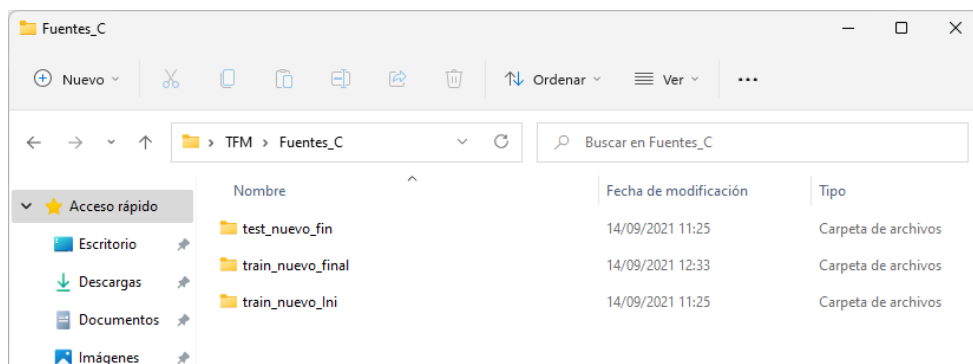 Fuentes_C
Nuevo Ordenar Ver
TFM > Fuentes_C Buscar en Fuentes_C
Nombre Fecha de modificación Tipo
Acceso rápido
test_nuevo_fin 14/09/2021 11:25 Carpeta de archivos
Escritorio
train_nuevo_final 14/09/2021 12:33 Carpeta de archivos
Descargas
train_nuevo_Ini 14/09/2021 11:25 Carpeta de archivos
Documentos
Imágenes